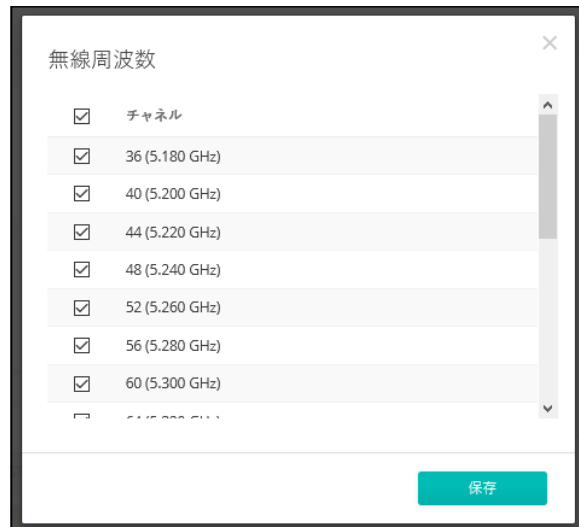 無線周波数
チャネル
36 (5.180 GHz)
40 (5.200 GHz)
44 (5.220 GHz)
48 (5.240 GHz)
52 (5.260 GHz)
56 (5.280 GHz)
60 (5.300 GHz)
保存